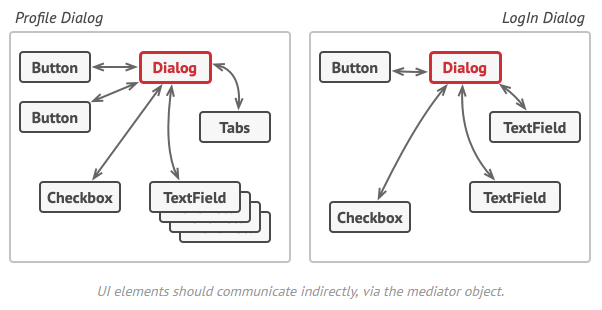 Profile Dialog
LogIn Dialog
Button
Dialog
Button
Tabs
Checkbox
TextField
Button
Dialog
TextField
TextField
Checkbox
UI elements should communicate indirectly, via the mediator object.